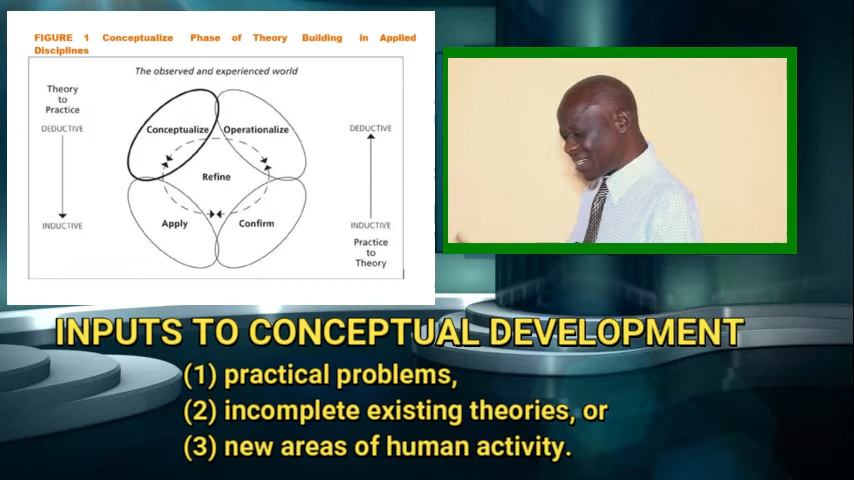 FIGURE 1 Conceptualize Phase of Theory Building in Applied
Disciplines
The observed and experienced world
Theory
to
Practice
DEDUCTIVE
INDUCTIVE
Conceptualize
Operationalize
Refine
Apply
Confirm
DEDUCTIVE
INDUCTIVE
Practice
to
Theory
INPUTS TO CONCEPTUAL DEVELOPMENT
(1) practical problems,
(2) incomplete existing theories, or
(3) new areas of human activity.